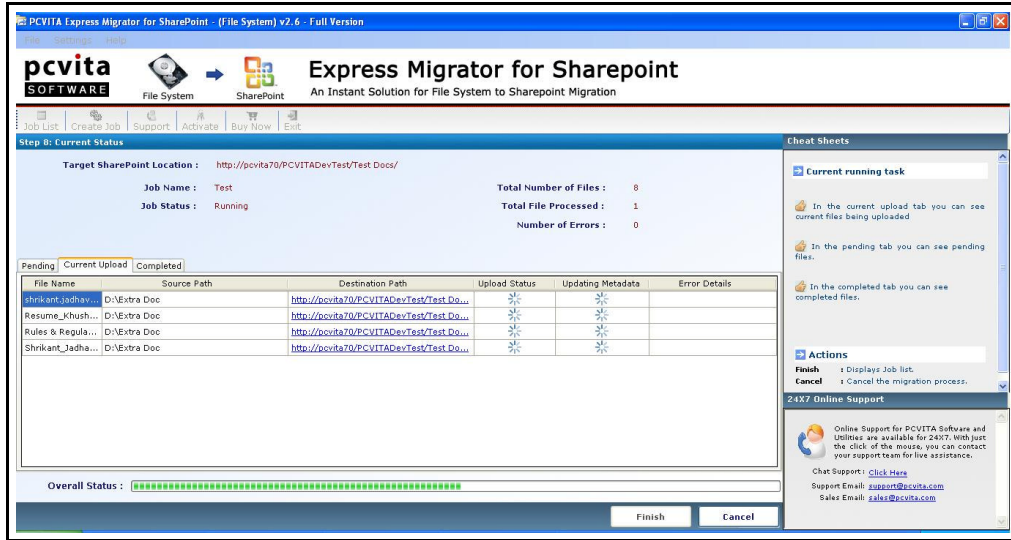 PCVITA Express Migrator for SharePoint - (File System) v2.6 - Full Version
File Settings Help
pcvita
SOFTWARE
File System
SharePoint
Express Migrator for Sharepoint
An Instant Solution for File System to Sharepoint Migration
Job List Create Job Support Activate Buy Now Exit
Step 8: Current Status
Target SharePoint Location : http://pcvita70/PCVITADevTest/Test Docs/
Job Name : Test
Total Number of Files : 8
Job Status : Running
Total File Processed : 1
Number of Errors : 0
Pending Current Upload Completed
File Name Source Path Destination Path Upload Status Updating Metadata Error Details
shrikant.jadhav... D:\Extra Doc http://pcvita70/PCVITADevTest/Test Do...
Resume_Khush... D:\Extra Doc http://pcvita70/PCVITADevTest/Test Do...
Rules & Regula... D:\Extra Doc http://pcvita70/PCVITADevTest/Test Do...
Shrikant_Jadha... D:\Extra Doc http://pcvita70/PCVITADevTest/Test Do...
Overall Status :
Finish Cancel
Cheat Sheets
Current running task
In the current upload tab you can see
current files being uploaded
In the pending tab you can see pending
files.
In the completed tab you can see
completed files.
Actions
Finish : Displays Job list.
Cancel : Cancel the migration process.
24X7 Online Support
Online Support for PCVITA Software and
Utilities are available for 24X7. With just
the click of the mouse, you can contact
your support team for live assistance.
Chat Support : Click Here
Support Email: support@pcvita.com
Sales Email: sales@pcvita.com